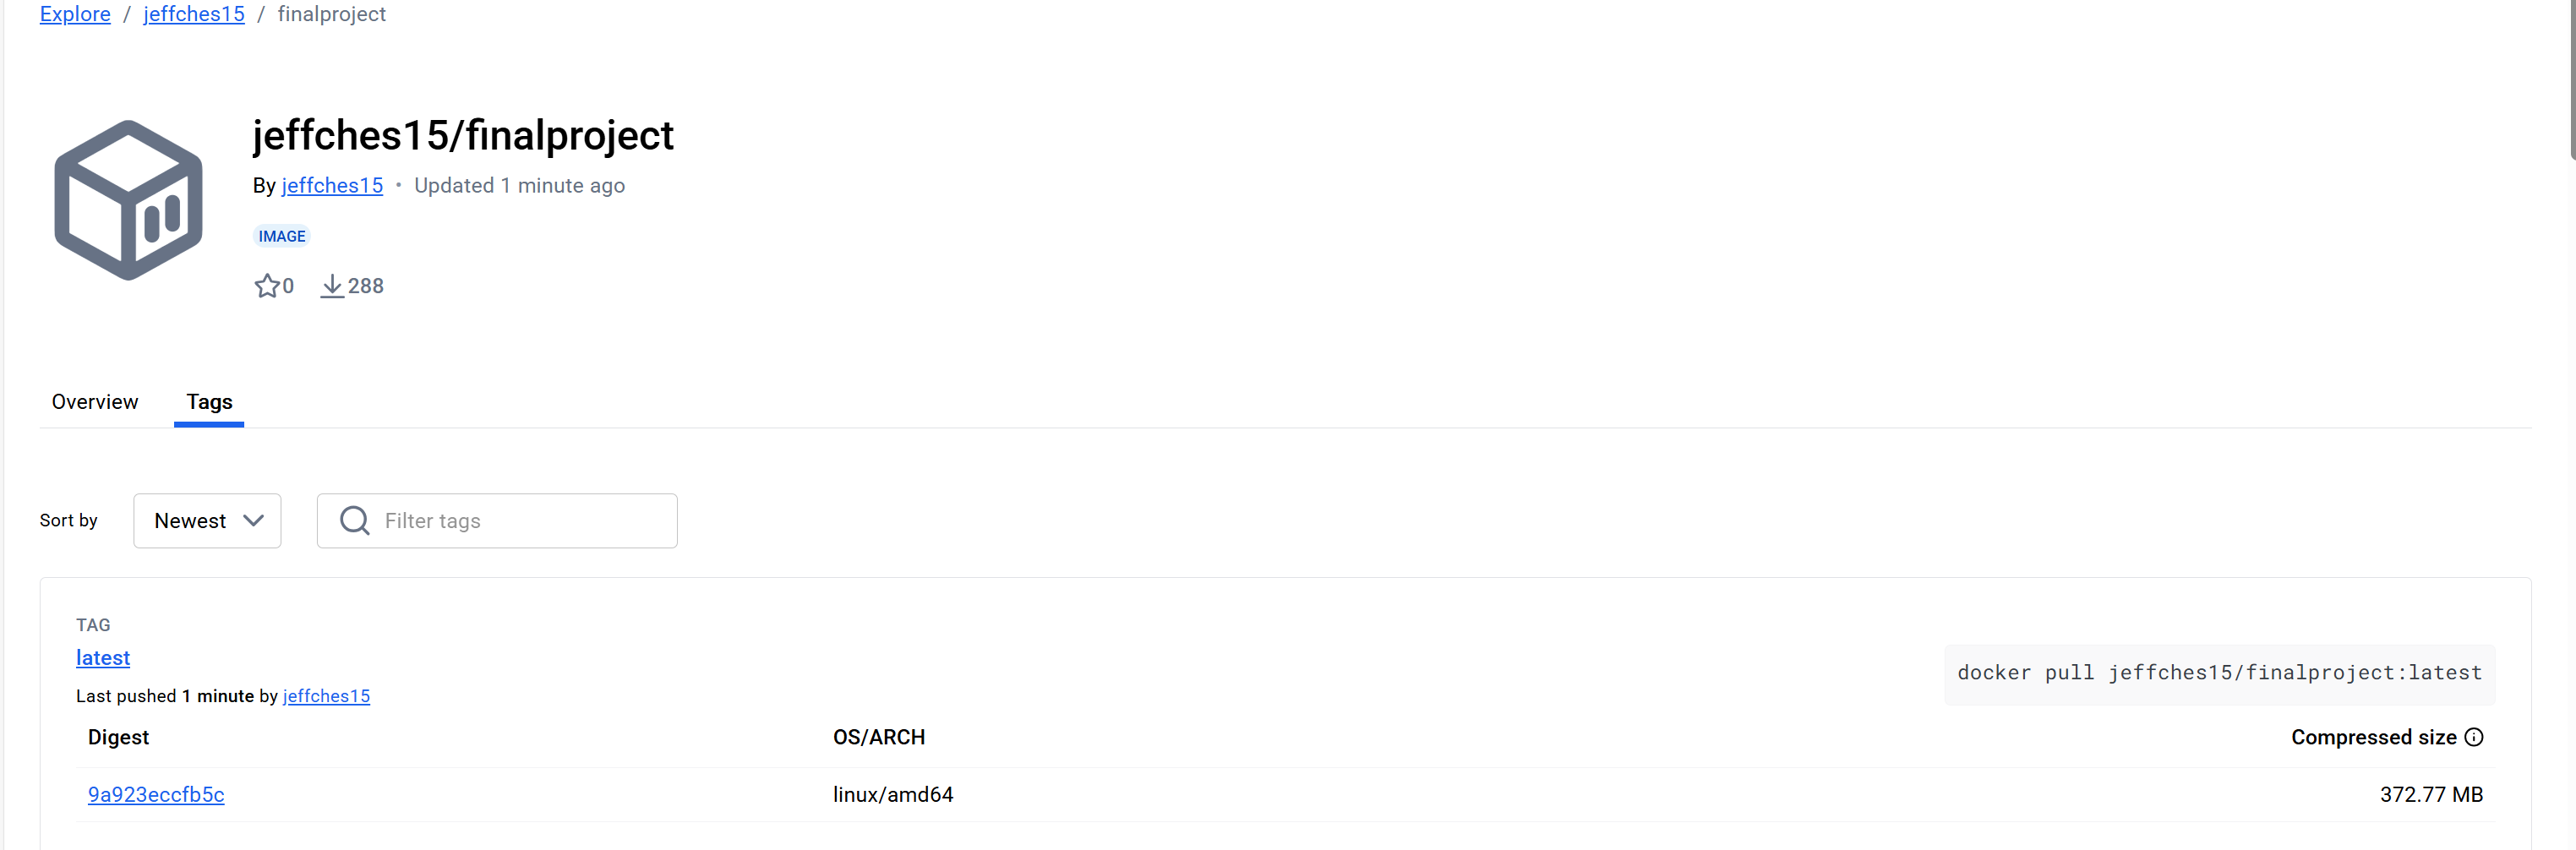 Explore / jeffches15 / finalproject
jeffches15/finalproject
By jeffches15 • Updated 1 minute ago
IMAGE
0 288
Overview Tags
Sort by Newest Filter tags
TAG
latest
docker pull jeffches15/finalproject:latest
Last pushed 1 minute by jeffches15
Digest OS/ARCH Compressed size
9a923eccfb5c linux/amd64 372.77 MB